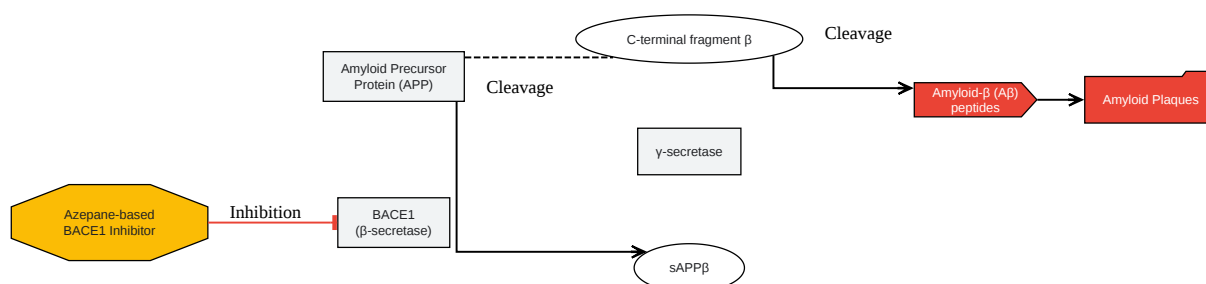 C-terminal fragment β
Cleavage
Amyloid Precursor
Protein (APP)
Cleavage
Amyloid-β (Aβ)
peptides
Amyloid Plaques
γ-secretase
Azepane-based
BACE1 Inhibitor
Inhibition
BACE1
(β-secretase)
sAPPβ